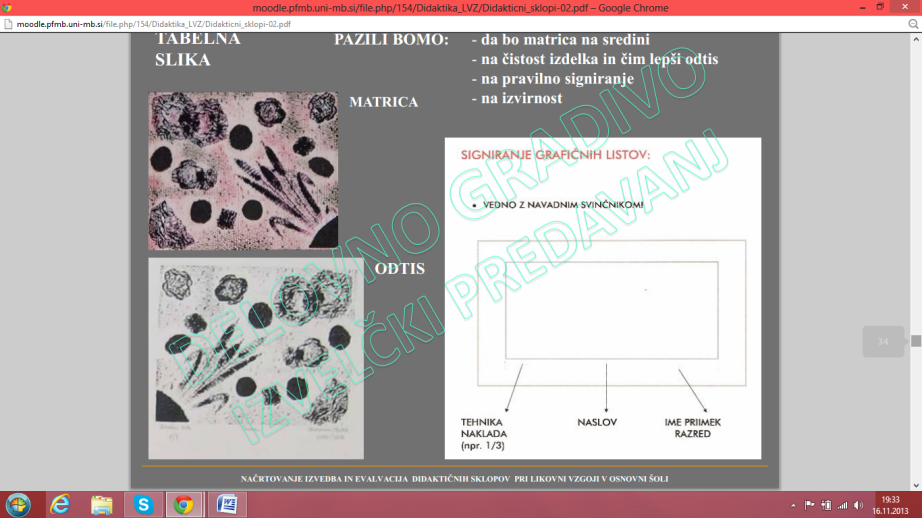 moodle.pfmb.uni-mb.si/file.php/154/Didaktika_LVZ/Didakticni_sklopi-02.pdf – Google Chrome
moodle.pfmb.uni-mb.si/file.php/154/Didaktika_LVZ/Didakticni_sklopi-02.pdf
TABELNA
SLIKA
PAZILI BOMO:
- da bo matrica na sredini
- na čistost izdelka in čim lepši odtis
- na pravilno signiranje
- na izvirnost
MATRICA
ODTIS
SIGNIRANJE GRAFIČNIH LISTOV:
• VEDNO Z NAVADNIM SVINČNIKOM!
TEHNIKA
NAKLADA
(npr. 1/3)
NASLOV
IME PRIIMEK
RAZRED
DELOVNO GRADIVO
IZVELČKI PREDAVANJ
34
NAČRTOVANJE IZVEDBA IN EVALVACIJA DIDAKTIČNIH SKLOPOV PRI LIKOVNI VZGOJI V OSNOVNI ŠOLI
19:33
16.11.2013